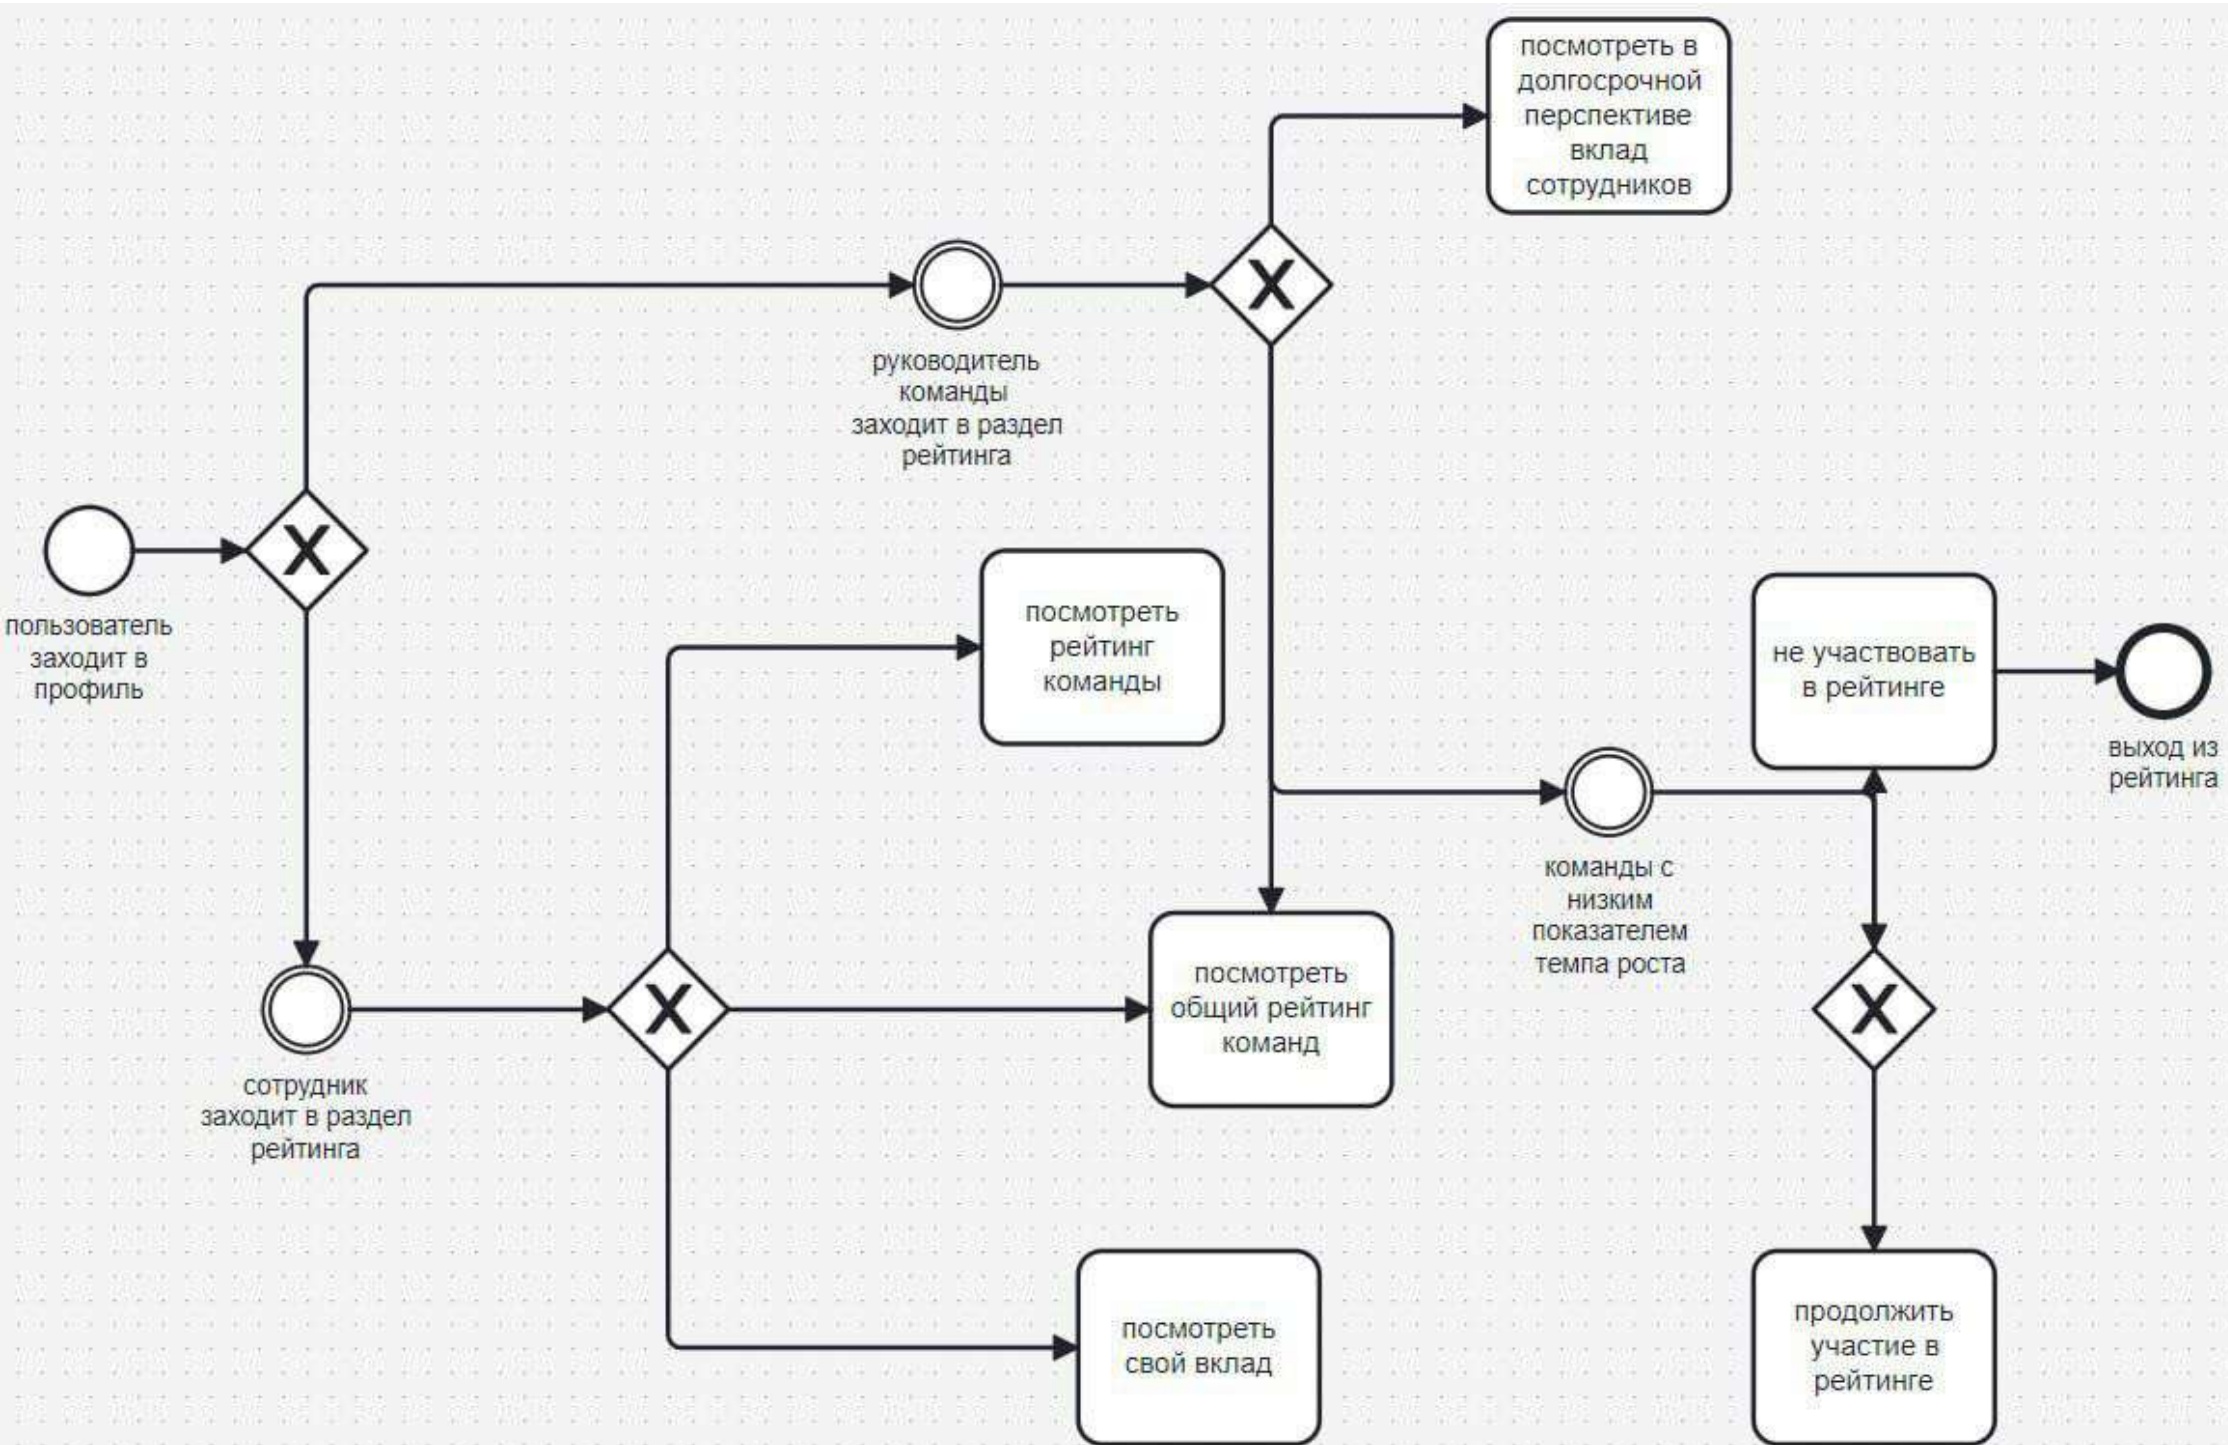 посмотреть в
долгосрочной
перспективе
вклад
сотрудников
X
руководитель
команды
заходит в раздел
рейтинга
X
пользователь
заходит в
профиль
посмотреть
рейтинг
команды
не участвовать
в рейтинге
выход из
рейтинга
команды с
низким
показателем
темпа роста
X
сотрудник
заходит в раздел
рейтинга
X
посмотреть
общий рейтинг
команд
посмотреть
свой вклад
продолжить
участие в
рейтинге